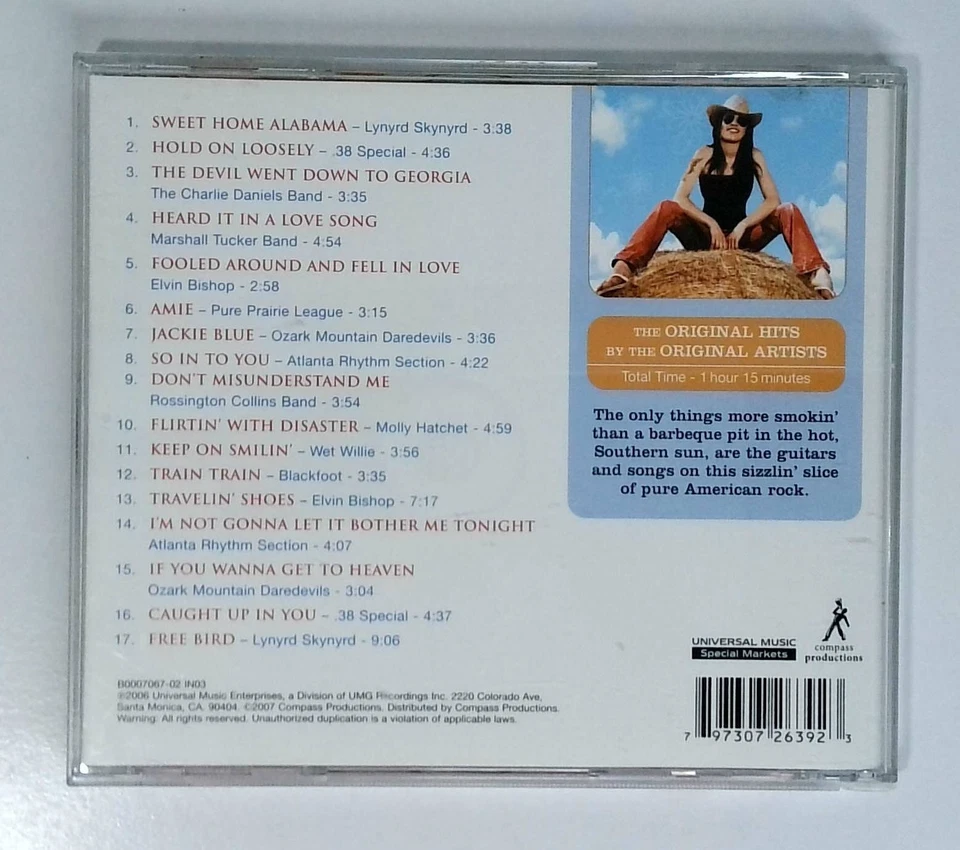 1. SWEET HOME ALABAMA – Lynyrd Skynyrd - 3:38
2. HOLD ON LOOSELY – .38 Special - 4:36
3. THE DEVIL WENT DOWN TO GEORGIA
The Charlie Daniels Band - 3:35
4. HEARD IT IN A LOVE SONG
Marshall Tucker Band - 4:54
5. FOOLED AROUND AND FELL IN LOVE
Elvin Bishop - 2:58
6. AMIE – Pure Prairie League - 3:15
7. JACKIE BLUE – Ozark Mountain Daredevils - 3:36
8. SO IN TO YOU – Atlanta Rhythm Section - 4:22
9. DON'T MISUNDERSTAND ME
Rossington Collins Band - 3:54
10. FLIRTIN' WITH DISASTER – Molly Hatchet - 4:59
11. KEEP ON SMILIN' – Wet Willie - 3:56
12. TRAIN TRAIN – Blackfoot - 3:35
13. TRAVELIN' SHOES – Elvin Bishop - 7:17
14. I'M NOT GONNA LET IT BOTHER ME TONIGHT
Atlanta Rhythm Section - 4:07
15. IF YOU WANNA GET TO HEAVEN
Ozark Mountain Daredevils - 3:04
16. CAUGHT UP IN YOU – .38 Special - 4:37
17. FREE BIRD – Lynyrd Skynyrd - 9:06
THE ORIGINAL HITS
BY THE ORIGINAL ARTISTS
Total Time - 1 hour 15 minutes
The only things more smokin'
than a barbeque pit in the hot,
Southern sun, are the guitars
and songs on this sizzlin' slice
of pure American rock.
B0007067-02 IN03
℗2006 Universal Music Enterprises, a Division of UMG Recordings Inc. 2220 Colorado Ave,
Santa Monica, CA. 90404. ©2007 Compass Productions. Distributed by Compass Productions.
Warning: All rights reserved. Unauthorized duplication is a violation of applicable laws.
UNIVERSAL MUSIC
Special Markets
compass
productions
7 97307 26392 3